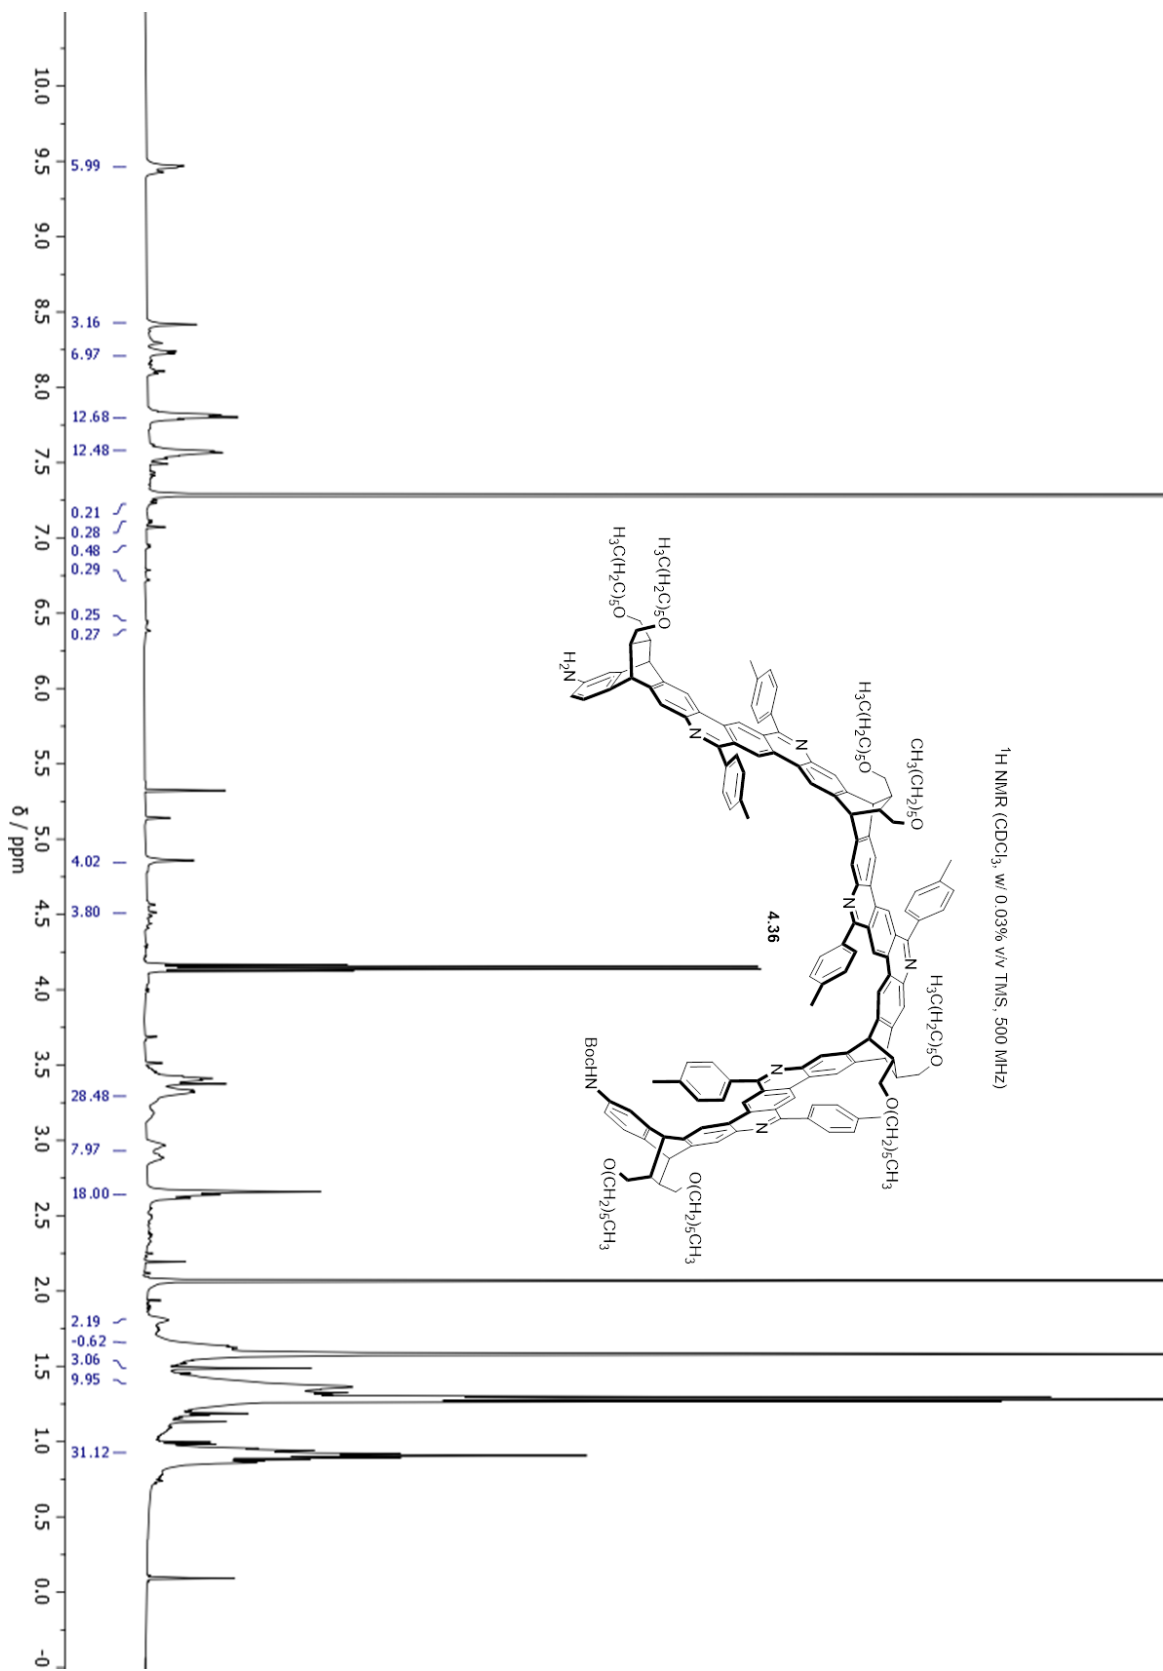 ¹H NMR (CDCl₃, w/ 0.03% v/v TMS, 500 MHz)
H₃C(H₂C)₅O
CH₃(CH₂)₅O
N
O(CH₂)₅CH₃
H₃C(H₂C)₅O
N
N
N
4.36
N
N
O(CH₂)₅CH₃
H₃C(H₂C)₅O
H₃C(H₂C)₅O
O(CH₂)₅CH₃
BocHN
H₂N
5.99
3.16
6.97
12.68
12.48
0.21
0.28
0.48
0.29
0.25
0.27
4.02
3.80
28.48
7.97
18.00
2.19
-0.62
3.06
9.95
31.12
10.0 9.5 9.0 8.5 8.0 7.5 7.0 6.5 6.0 5.5 5.0 4.5 4.0 3.5 3.0 2.5 2.0 1.5 1.0 0.5 0.0 -0
δ / ppm